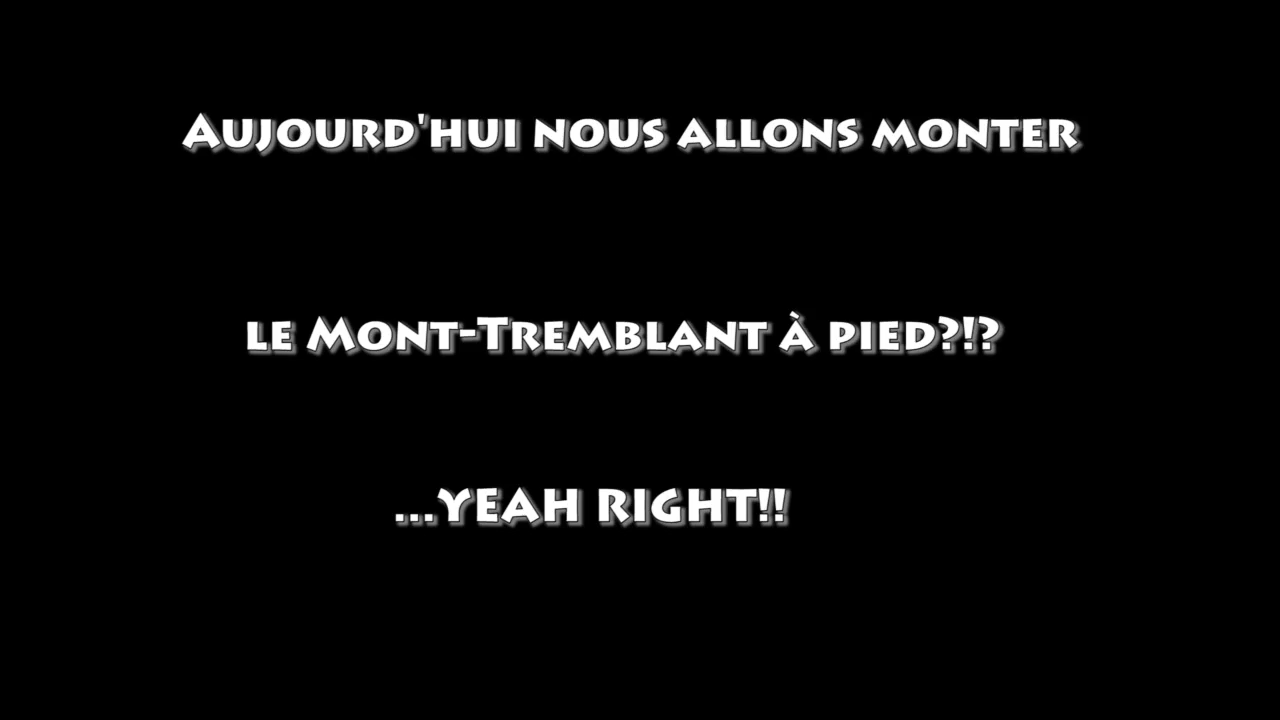 Aujourd'hui nous allons monter
le Mont-Tremblant à pied?!?
...YEAH RIGHT!!